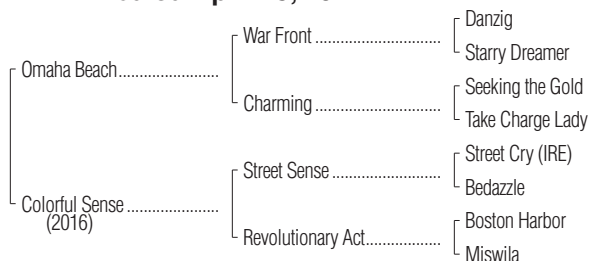 Danzig
War Front
Starry Dreamer
Omaha Beach
Seeking the Gold
Charming
Take Charge Lady
Street Cry (IRE)
Street Sense
Bedazzle
Colorful Sense
(2016)
Boston Harbor
Revolutionary Act
Miswila